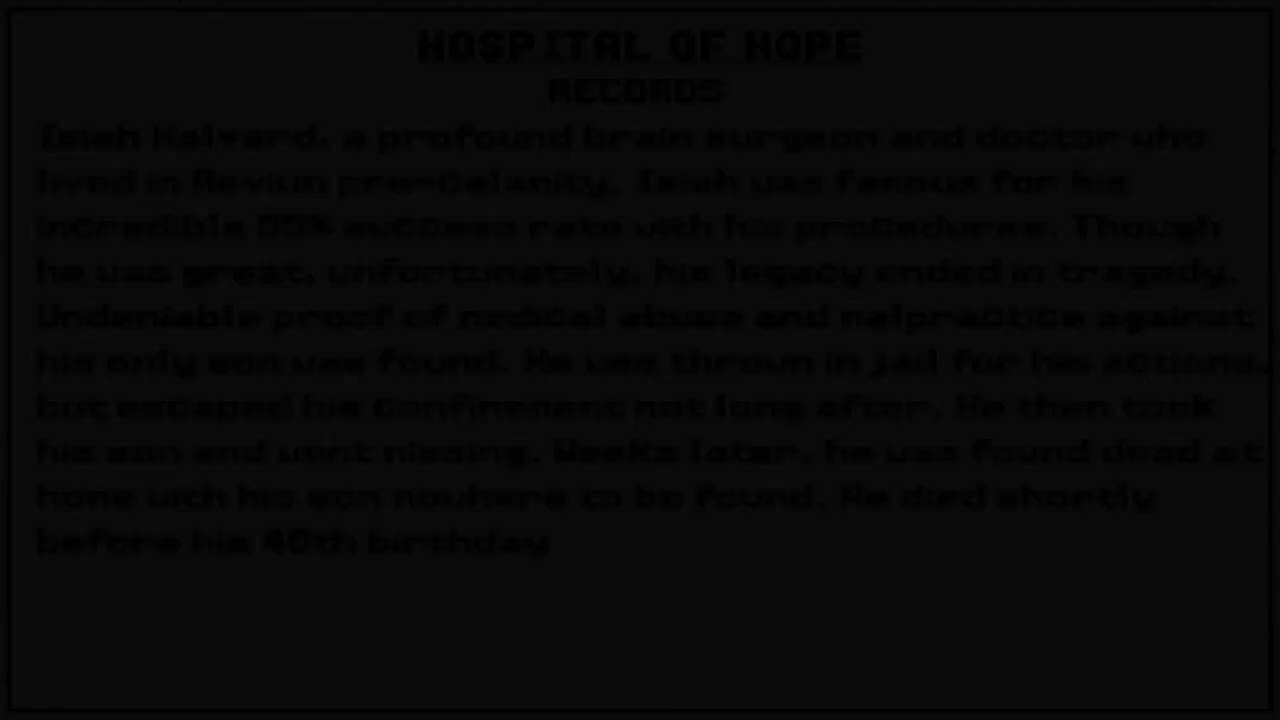 HOSPITAL OF HOPE
RECORDS
Isiah Halvard, a profound brain surgeon and doctor who
lived in Reviun pre-Calamity. Isiah was famous for his
incredible 95% success rate with his procedures. Though
he was great, unfortunately, his legacy ended in tragedy.
Undeniable proof of medical abuse and malpractice against
his only son was found. He was thrown in jail for his actions,
but escaped his confinement not long after. He then took
his son and went missing. Weeks later, he was found dead at
home with his son nowhere to be found. He died shortly
before his birthday